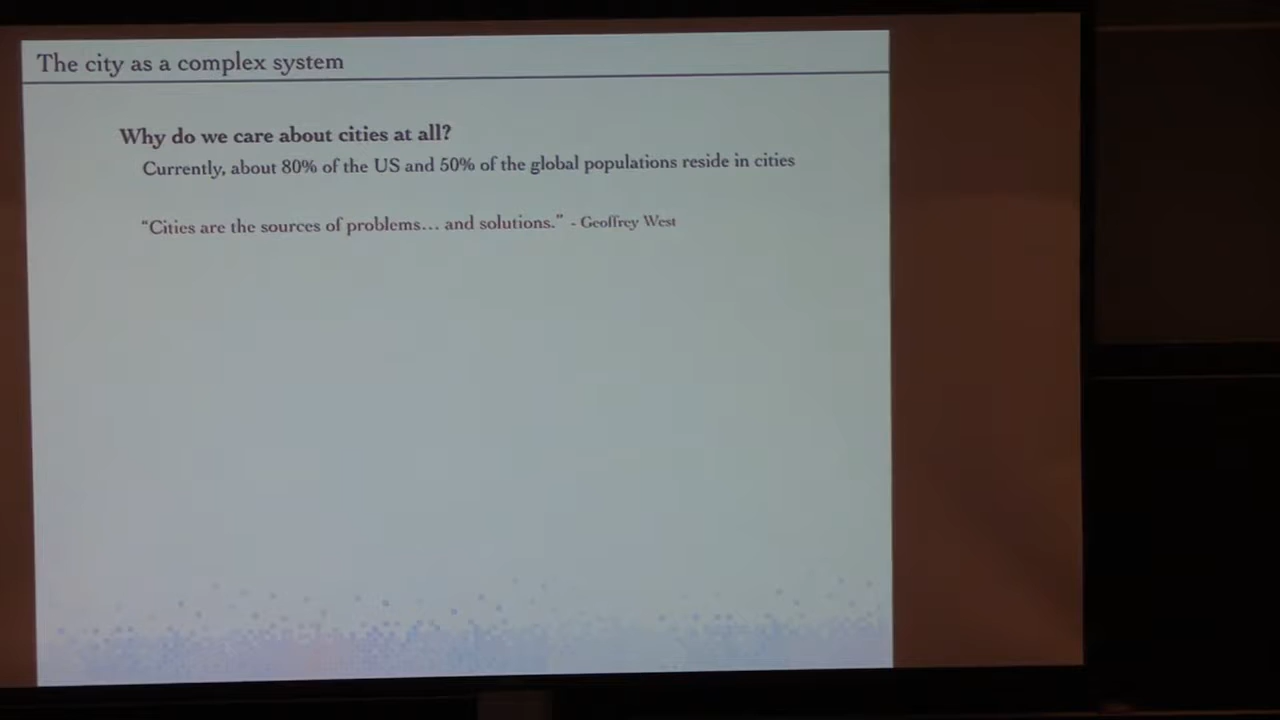 The city as a complex system
Why do we care about cities at all?
Currently, about 80% of the US and 50% of the global populations reside in cities
“Cities are the sources of problems... and solutions.” - Geoffrey West